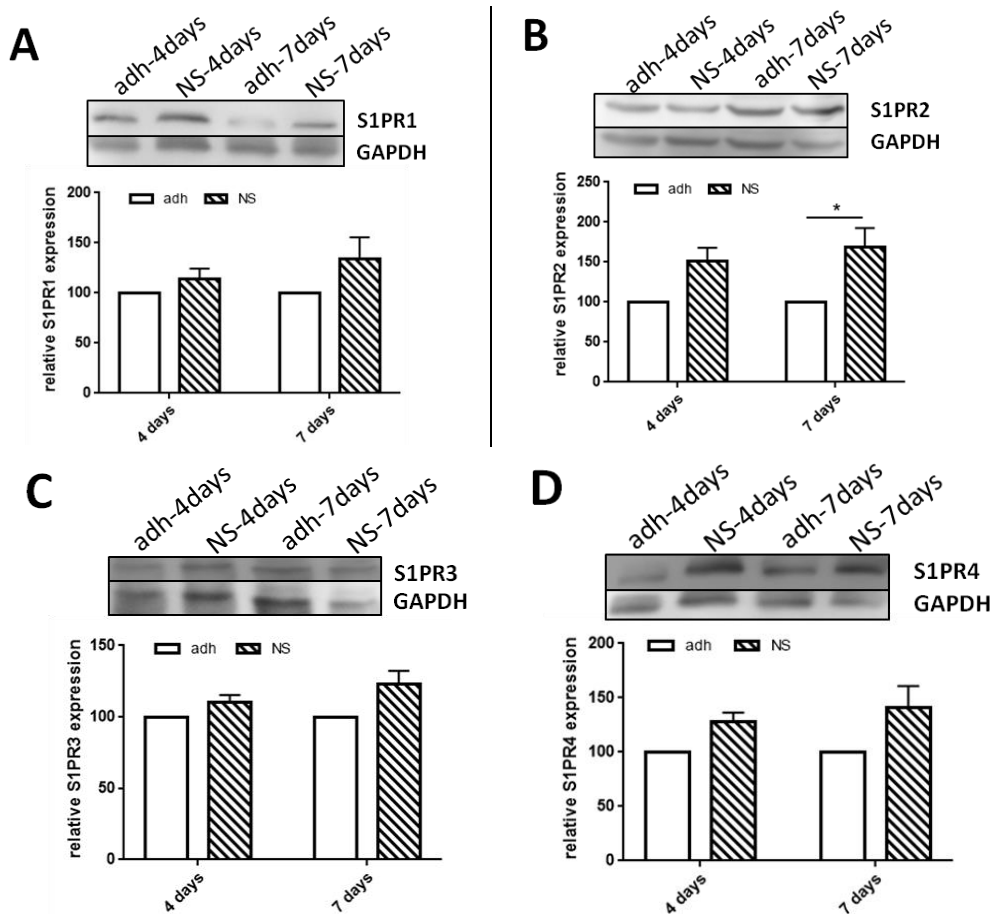 A
adh-4days
NS-4days
adh-7days
NS-7days
S1PR1
GAPDH
relative S1PR1 expression
200
150
100
50
0
adh
NS
4 days
7 days
B
adh-4days
NS-4days
adh-7days
NS-7days
S1PR2
GAPDH
relative S1PR2 expression
250
200
150
100
50
0
adh
NS
*
4 days
7 days
C
adh-4days
NS-4days
adh-7days
NS-7days
S1PR3
GAPDH
relative S1PR3 expression
150
100
50
0
adh
NS
4 days
7 days
D
adh-4days
NS-4days
adh-7days
NS-7days
S1PR4
GAPDH
relative S1PR4 expression
200
150
100
50
0
adh
NS
4 days
7 days